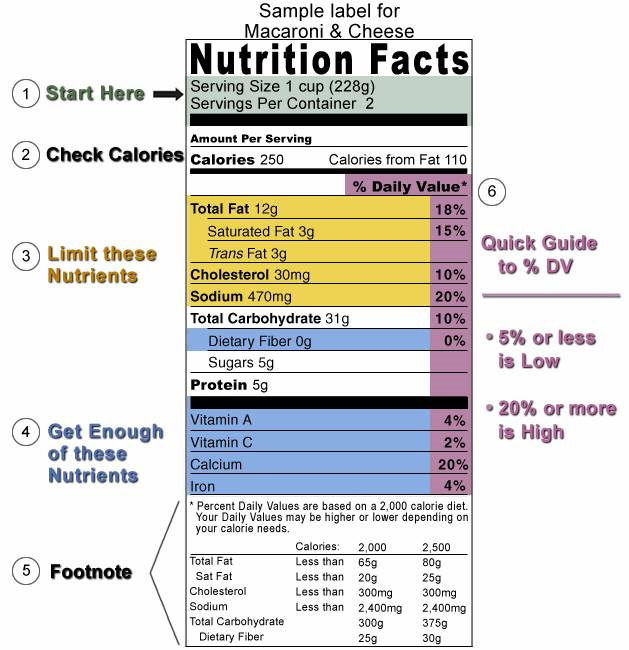 Sample label for
Macaroni & Cheese
Nutrition Facts
1 Start Here
Serving Size 1 cup (228g)
Servings Per Container 2
Amount Per Serving
2 Check Calories
Calories 250 Calories from Fat 110
% Daily Value*
6
Quick Guide
to % DV
• 5% or less
is Low
• 20% or more
is High
3 Limit these
Nutrients
Total Fat 12g 18%
Saturated Fat 3g 15%
Trans Fat 3g
Cholesterol 30mg 10%
Sodium 470mg 20%
Total Carbohydrate 31g 10%
Dietary Fiber 0g 0%
Sugars 5g
Protein 5g
4 Get Enough
of these
Nutrients
Vitamin A 4%
Vitamin C 2%
Calcium 20%
Iron 4%
* Percent Daily Values are based on a 2,000 calorie diet.
Your Daily Values may be higher or lower depending on
your calorie needs.
5 Footnote
Calories: 2,000 2,500
Total Fat Less than 65g 80g
Sat Fat Less than 20g 25g
Cholesterol Less than 300mg 300mg
Sodium Less than 2,400mg 2,400mg
Total Carbohydrate 300g 375g
Dietary Fiber 25g 30g